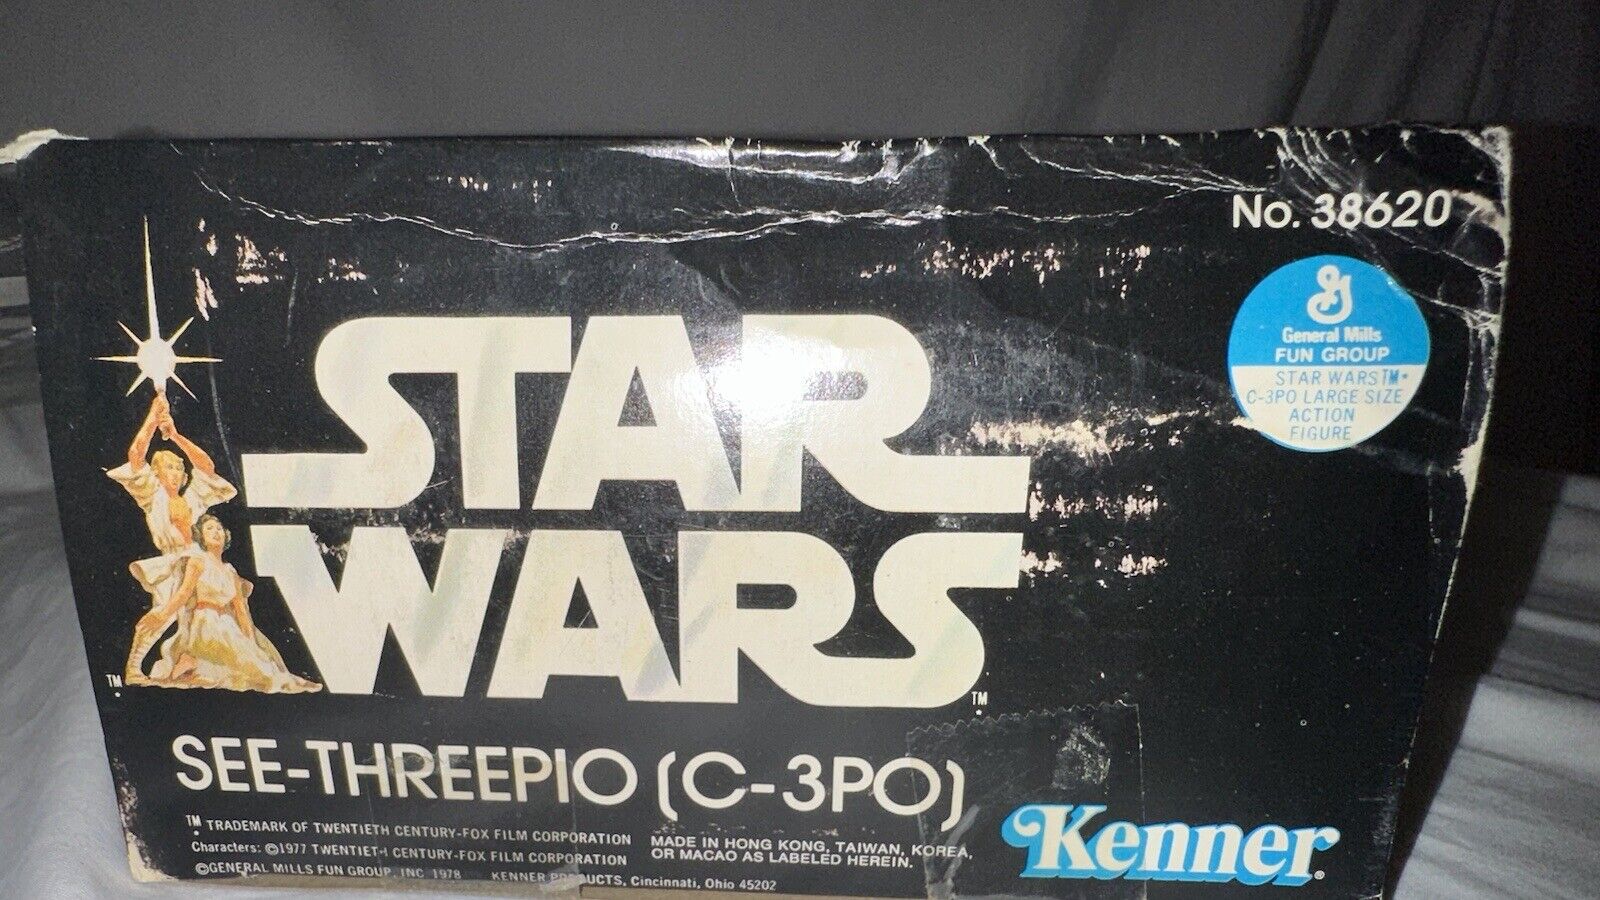 No. 38620
General Mills
FUN GROUP
STAR WARS™*
C-3PO LARGE SIZE
ACTION
FIGURE
STAR
WARS
TM
*
TM
*
SEE-THREEPIO (C-3PO)
TM
* TRADEMARK OF TWENTIETH CENTURY-FOX FILM CORPORATION
Characters: ©1977 TWENTIETH CENTURY-FOX FILM CORPORATION
©GENERAL MILLS FUN GROUP, INC 1978 KENNER PRODUCTS, Cincinnati, Ohio 45202
MADE IN HONG KONG, TAIWAN, KOREA,
OR MACAO AS LABELED HEREIN.
Kenner®